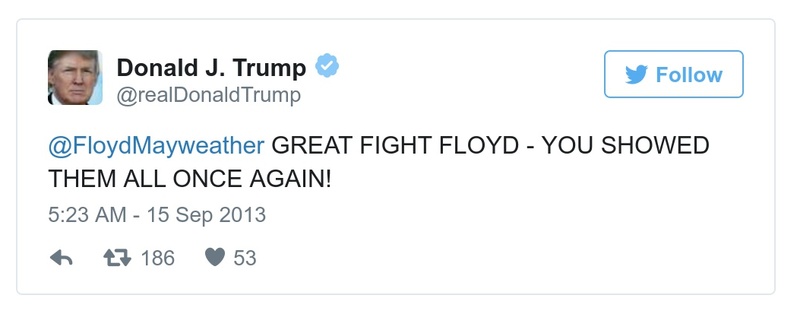 Donald J. Trump
@realDonaldTrump
Follow
@FloydMayweather GREAT FIGHT FLOYD - YOU SHOWED
THEM ALL ONCE AGAIN!
5:23 AM - 15 Sep 2013
186 53